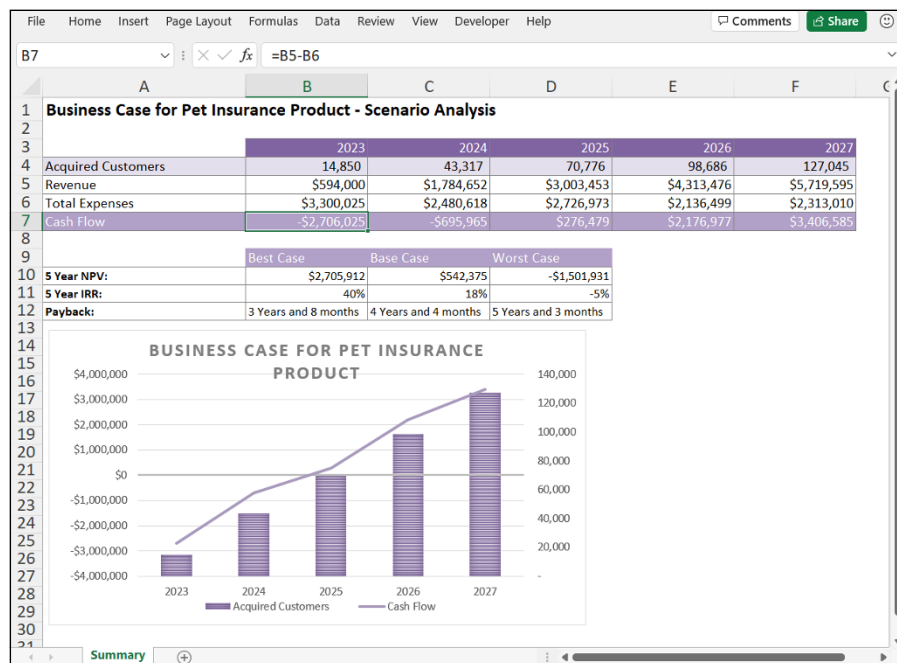 File Home Insert Page Layout Formulas Data Review View Developer Help Comments Share
B7 fx =B5-B6
A B C D E F G
1 Business Case for Pet Insurance Product - Scenario Analysis
2
3 2023 2024 2025 2026 2027
4 Acquired Customers 14,850 43,317 70,776 98,686 127,045
5 Revenue $594,000 $1,784,652 $3,003,453 $4,313,476 $5,719,595
6 Total Expenses $3,300,025 $2,480,618 $2,726,973 $2,136,499 $2,313,010
7 Cash Flow -$2,706,025 -$695,965 $276,479 $2,176,977 $3,406,585
8
9 Best Case Base Case Worst Case
10 5 Year NPV: $2,705,912 $542,375 -$1,501,931
11 5 Year IRR: 40% 18% -5%
12 Payback: 3 Years and 8 months 4 Years and 4 months 5 Years and 3 months
13
14 BUSINESS CASE FOR PET INSURANCE
15 PRODUCT
16 $4,000,000 140,000
17 $3,000,000 120,000
18 $2,000,000 100,000
19 $1,000,000 80,000
20 $0 60,000
21 -$1,000,000 40,000
22 -$2,000,000 20,000
23 -$3,000,000 -
24 -$4,000,000
25
26
27
28 2023 2024 2025 2026 2027
29 Acquired Customers Cash Flow
30
31
Summary